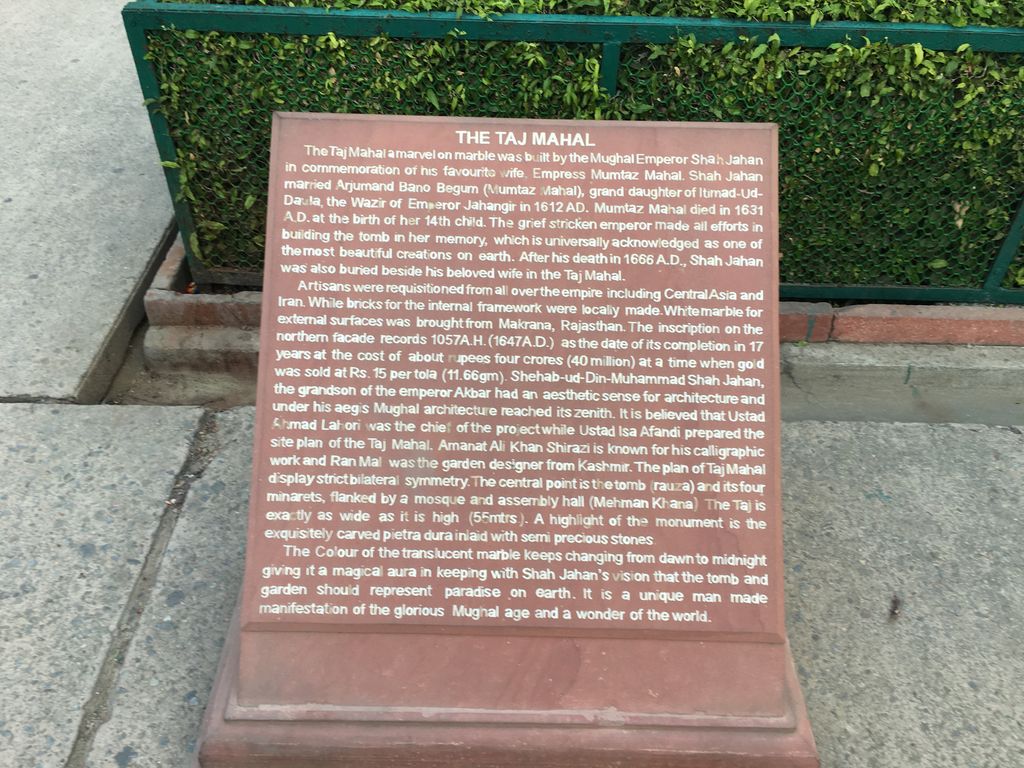 THE TAJ MAHAL
The Taj Mahal a marvel on marble was built by the Mughal Emperor Shah Jahan
in commemoration of his favourite wife, Empress Mumtaz Mahal. Shah Jahan
married Arjumand Bano Begum (Mumtaz Mahal), grand daughter of Itimad-Ud-
Daula, the Wazir of Emperor Jahangir in 1612 AD. Mumtaz Mahal died in 1631
A.D. at the birth of her 14th child. The grief stricken emperor made all efforts in
building the tomb in her memory, which is universally acknowledged as one of
the most beautiful creations on earth. After his death in 1666 A.D., Shah Jahan
was also buried beside his beloved wife in the Taj Mahal.
Artisans were requisitioned from all over the empire including Central Asia and
Iran. While bricks for the internal framework were locally made. White marble for
external surfaces was brought from Makrana, Rajasthan. The inscription on the
northern facade records 1057A.H. (1647A.D.) as the date of its completion in 17
years at the cost of about rupees four crores (40 million) at a time when gold
was sold at Rs. 15 per tola (11.66gm). Shehab-ud-Din-Muhammad Shah Jahan,
the grandson of the emperor Akbar had an aesthetic sense for architecture and
under his aegis Mughal architecture reached its zenith. It is believed that Ustad
Ahmad Lahori was the chief of the project while Ustad Isa Afandi prepared the
site plan of the Taj Mahal. Amanat Ali Khan Shirazi is known for his calligraphic
work and Ran Mal was the garden designer from Kashmir. The plan of Taj Mahal
display strict bilateral symmetry. The central point is the tomb (rauza) and its four
minarets, flanked by a mosque and assembly hall (Mehman Khana) The Taj is
exactly as wide as it is high (55mtrs.). A highlight of the monument is the
exquisitely carved pietra dura inlaid with semi precious stones
The Colour of the translucent marble keeps changing from dawn to midnight
giving it a magical aura in keeping with Shah Jahan's vision that the tomb and
garden should represent paradise on earth. It is a unique man made
manifestation of the glorious Mughal age and a wonder of the world.